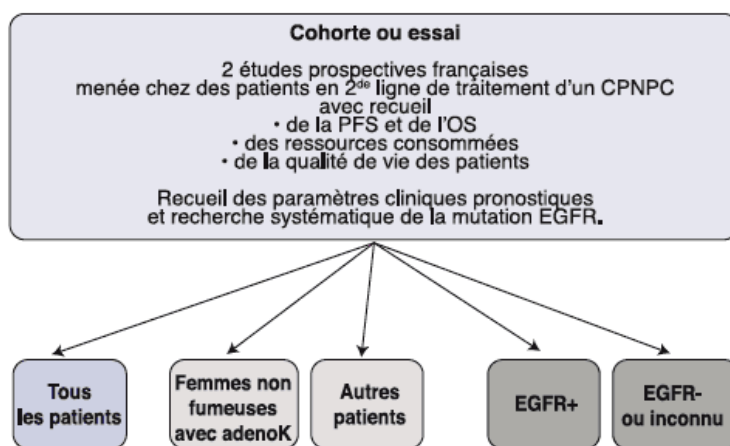 Cohorte ou essai
2 études prospectives françaises
menée chez des patients en 2de ligne de traitement d'un CPNPC
avec recueil
• de la PFS et de l'OS
• des ressources consommées
• de la qualité de vie des patients
Recueil des paramètres cliniques pronostiques
et recherche systématique de la mutation EGFR.
Tous
les patients
Femmes non
fumeuses
avec adenoK
Autres
patients
EGFR+
EGFR-
ou inconnu